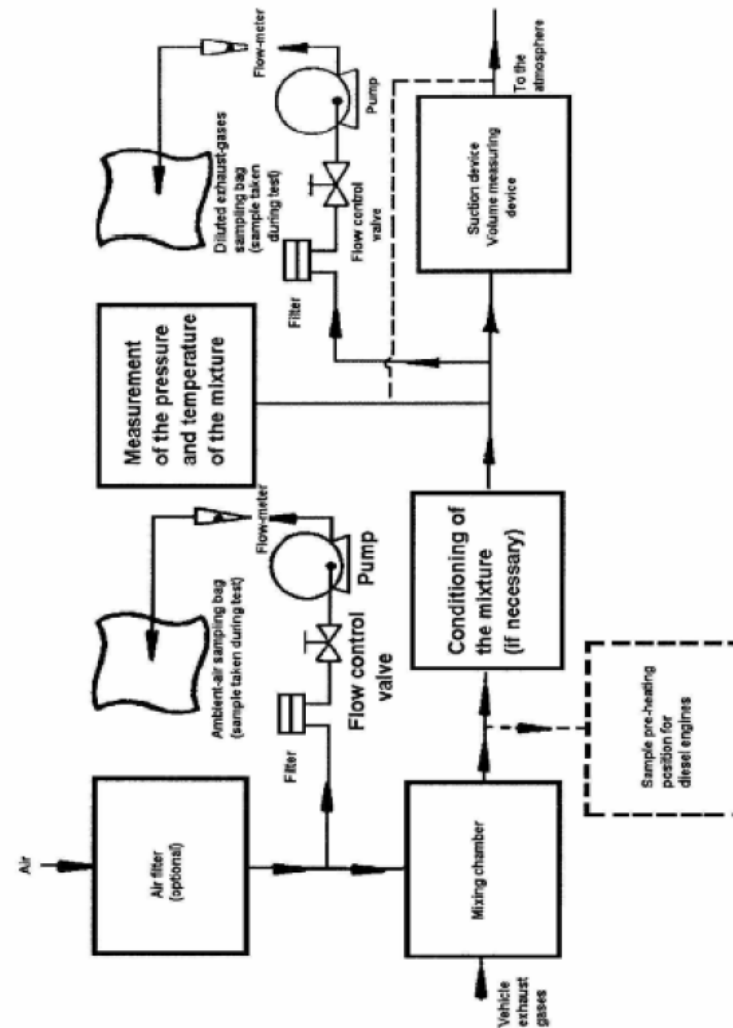 Air
Air filter
(optional)
Ambient-air sampling bag
(sample taken during test)
Flow-meter
Filter
Flow control
valve
Pump
Measurement
of the pressure
and temperature
of the mixture
Diluted exhaust-gases
sampling bag
(sample taken
during test)
Flow-meter
Filter
Flow control
valve
Pump
Vehicle
exhaust
gases
Mixing chamber
Conditioning of
the mixture
(if necessary)
Suction device
Volume measuring
device
To the
atmosphere
Sample pre-heating
position for
diesel engines